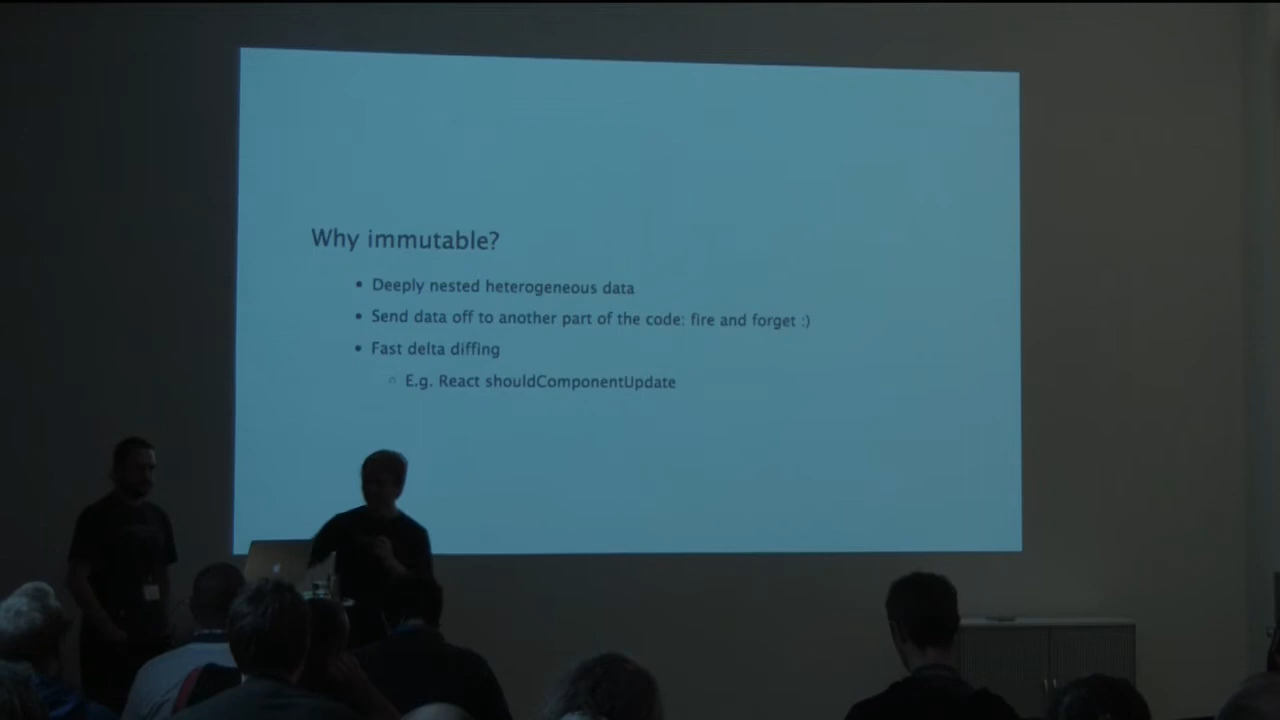 Why immutable?
• Deeply nested heterogeneous data
• Send data off to another part of the code: fire and forget :)
• Fast delta diffing
◦ E.g. React shouldComponentUpdate